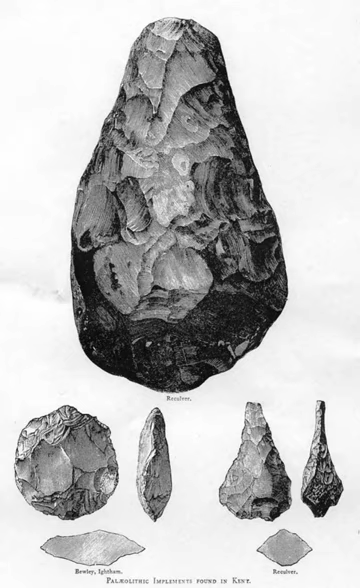 Reculver.
Bewley, Ightham.
Reculver.
Palæolithic Implements found in Kent.